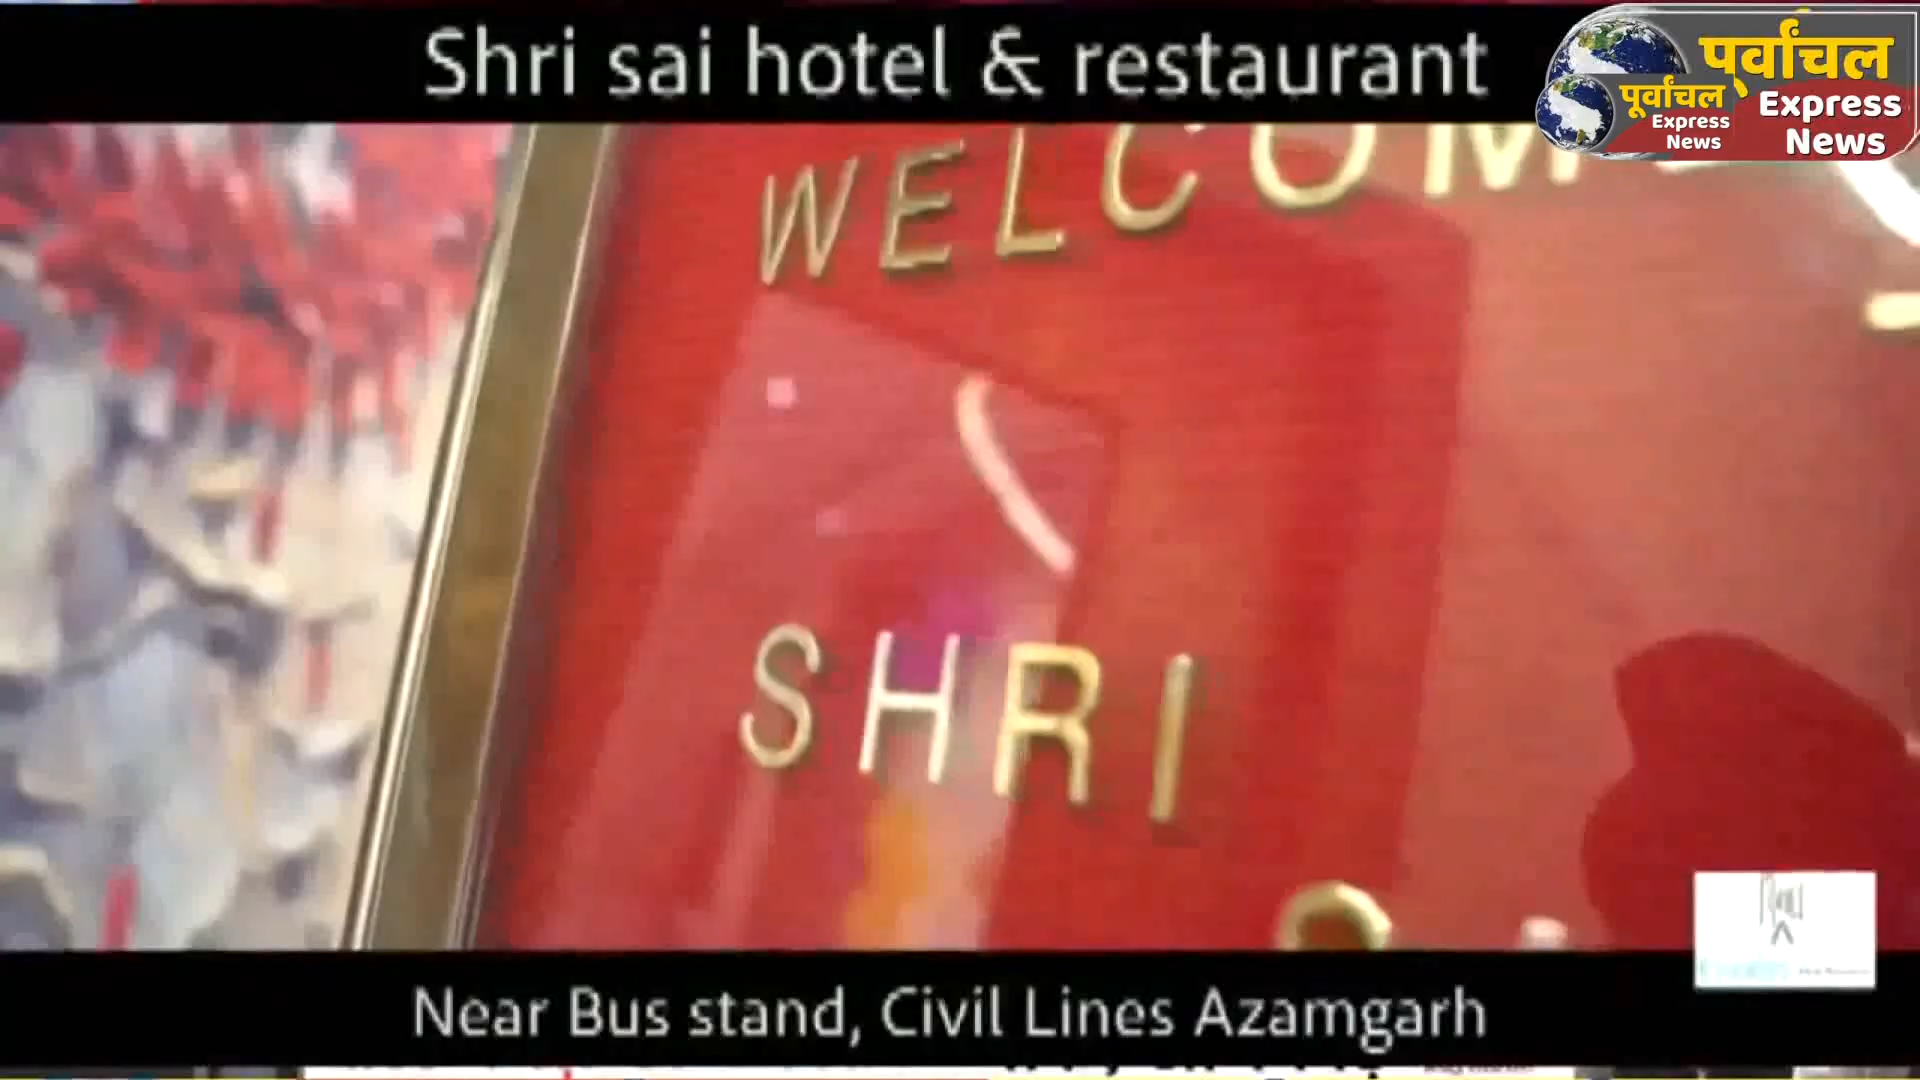 Shri sai hotel & restaurant
पूर्वांचल
Express
News
पूर्वांचल
Express
News
WELCOM
SHRI
Near Bus stand, Civil Lines Azamgarh